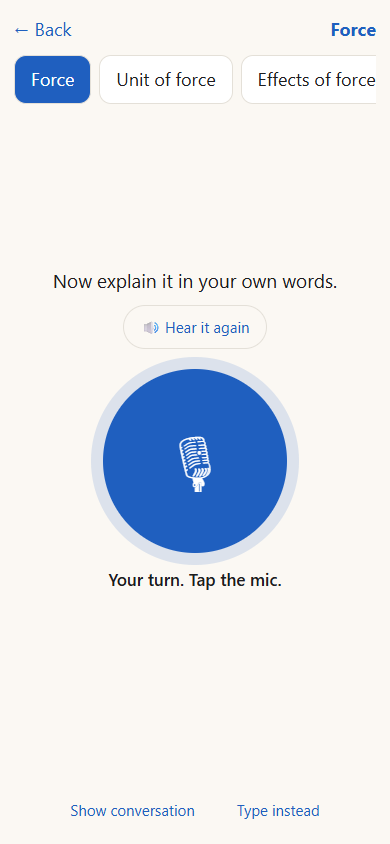 ← Back
Force
Force
Unit of force
Effects of force
Now explain it in your own words.
Hear it again
Your turn. Tap the mic.
Show conversation
Type instead